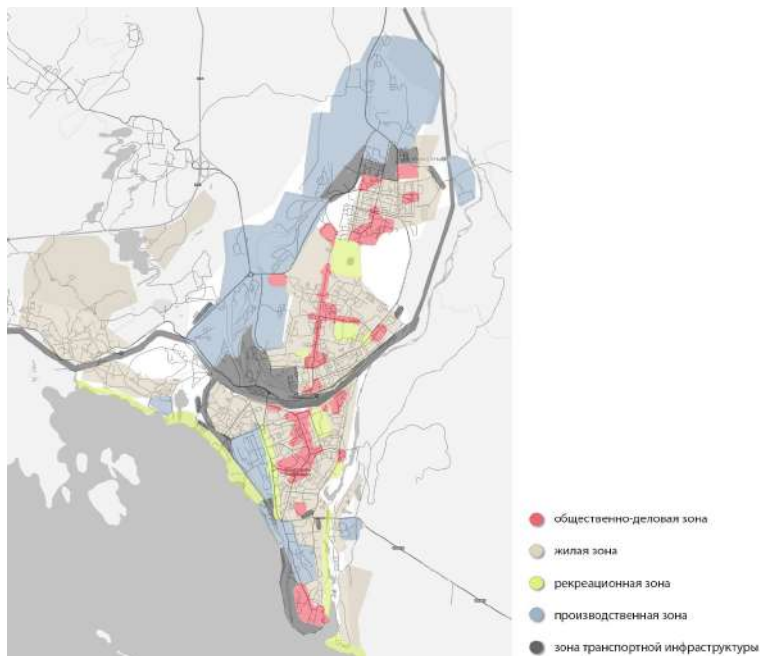 общественно-деловая зона
жилая зона
рекреационная зона
производственная зона
зона транспортной инфраструктуры